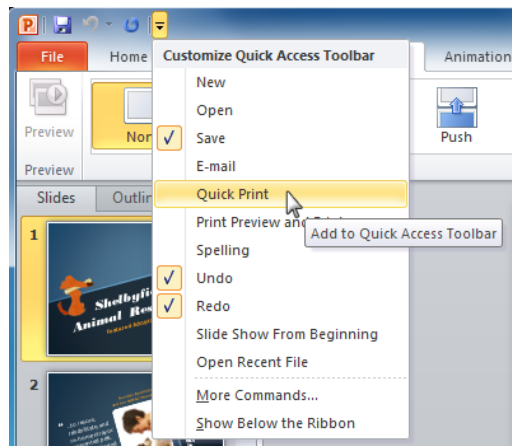 File
Home
Animation
Customize Quick Access Toolbar
New
Open
Save
E-mail
Quick Print
Print Preview and
Add to Quick Access Toolbar
Spelling
Undo
Redo
Slide Show From Beginning
Open Recent File
More Commands...
Show Below the Ribbon
Preview
Nor
Push
Preview
Slides
Outlin
1
Shelbyfi
Animal Res
2